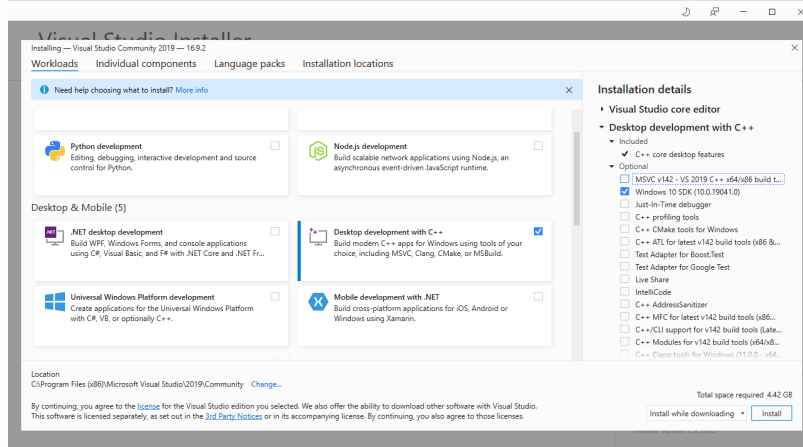 Visual Studio Installer
Installing — Visual Studio Community 2019 — 16.9.2
Workloads Individual components Language packs Installation locations
Need help choosing what to install? More info
Python development
Editing, debugging, interactive development and source
control for Python.
Node.js development
Build scalable network applications using Node.js, an
asynchronous event-driven JavaScript runtime.
Desktop & Mobile (5)
.NET desktop development
Build WPF, Windows Forms, and console applications
using C#, Visual Basic, and F# with .NET Core and .NET Fr...
Desktop development with C++
Build modern C++ apps for Windows using tools of your
choice, including MSVC, Clang, CMake, or MSBuild.
Universal Windows Platform development
Create applications for the Universal Windows Platform
with C#, VB, or optionally C++.
Mobile development with .NET
Build cross-platform applications for iOS, Android or
Windows using Xamarin.
Location
C:\Program Files (x86)\Microsoft Visual Studio\2019\Community Change...
By continuing, you agree to the license for the Visual Studio edition you selected. We also offer the ability to download other software with Visual Studio.
This software is licensed separately, as set out in the 3rd Party Notices or in its accompanying license. By continuing, you also agree to those licenses.
Installation details
Visual Studio core editor
Desktop development with C++
Included
C++ core desktop features
Optional
MSVC v142 - VS 2019 C++ x64/x86 build t...
Windows 10 SDK (10.0.19041.0)
Just-In-Time debugger
C++ profiling tools
C++ CMake tools for Windows
C++ ATL for latest v142 build tools (x86 &...
Test Adapter for Boost.Test
Test Adapter for Google Test
Live Share
IntelliCode
C++ AddressSanitizer
C++ MFC for latest v142 build tools (x86...
C++/CLI support for v142 build tools (Late...
C++ Modules for v142 build tools (x64/x8...
C++ Clang tools for Windows (11.0.0 - x64...
Total space required 4.42 GB
Install while downloading Install